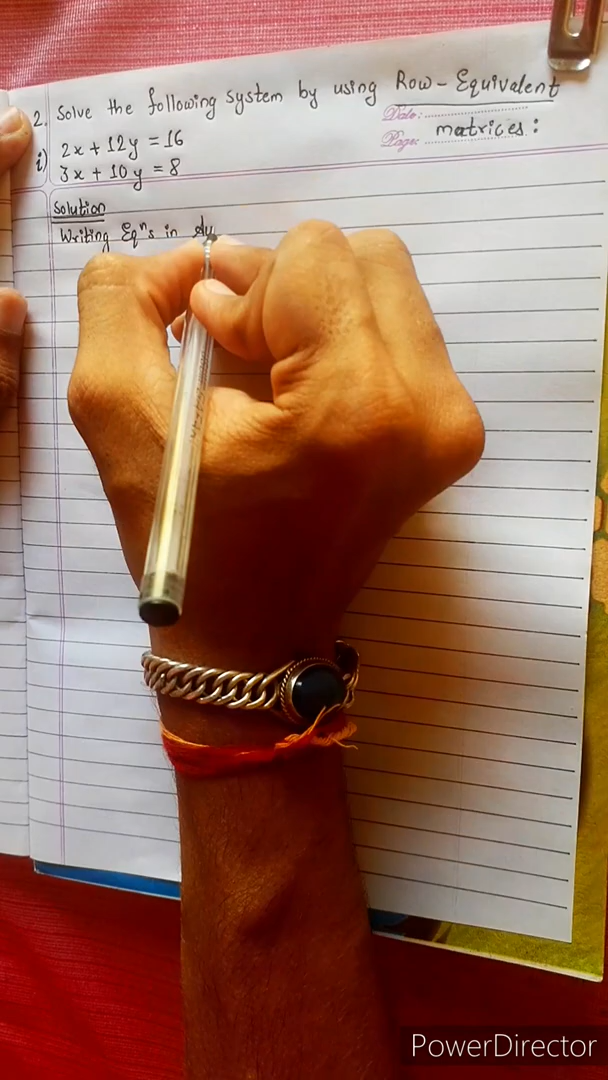 2. Solve the following system by using Row-Equivalent
Date:
Page:
matrices:
i) 2x + 12y = 16
3x + 10y = 8
Solution
Writing Eqⁿs in Au
PowerDirector